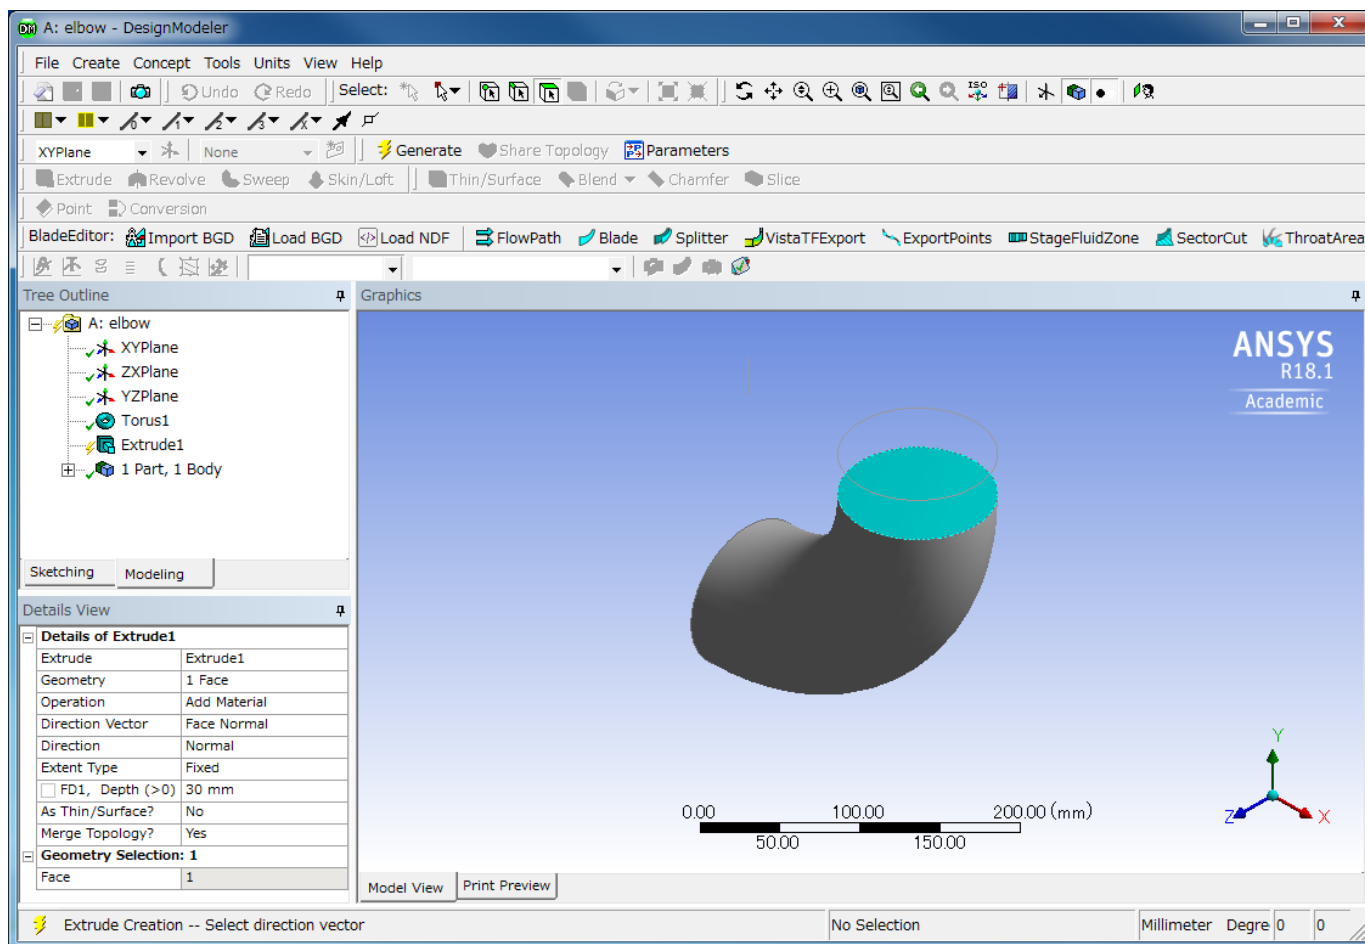 A: elbow - DesignModeler
File Create Concept Tools Units View Help
Undo Redo Select:
XYPlane None Generate Share Topology Parameters
Extrude Revolve Sweep Skin/Loft Thin/Surface Blend Chamfer Slice
Point Conversion
BladeEditor: Import BGD Load BGD Load NDF FlowPath Blade Splitter VistaTFExport ExportPoints StageFluidZone SectorCut ThroatArea
Tree Outline
A: elbow
XYPlane
ZXPlane
YZPlane
Torus1
Extrude1
1 Part, 1 Body
Sketching Modeling
Details View
Details of Extrude1
Extrude Extrude1
Geometry 1 Face
Operation Add Material
Direction Vector Face Normal
Direction Normal
Extent Type Fixed
FD1, Depth (>0) 30 mm
As Thin/Surface? No
Merge Topology? Yes
Geometry Selection: 1
Face 1
Graphics
ANSYS
R18.1
Academic
Y
Z X
0.00 100.00 200.00 (mm)
50.00 150.00
Model View Print Preview
Extrude Creation -- Select direction vector No Selection Millimeter Degre 0 0